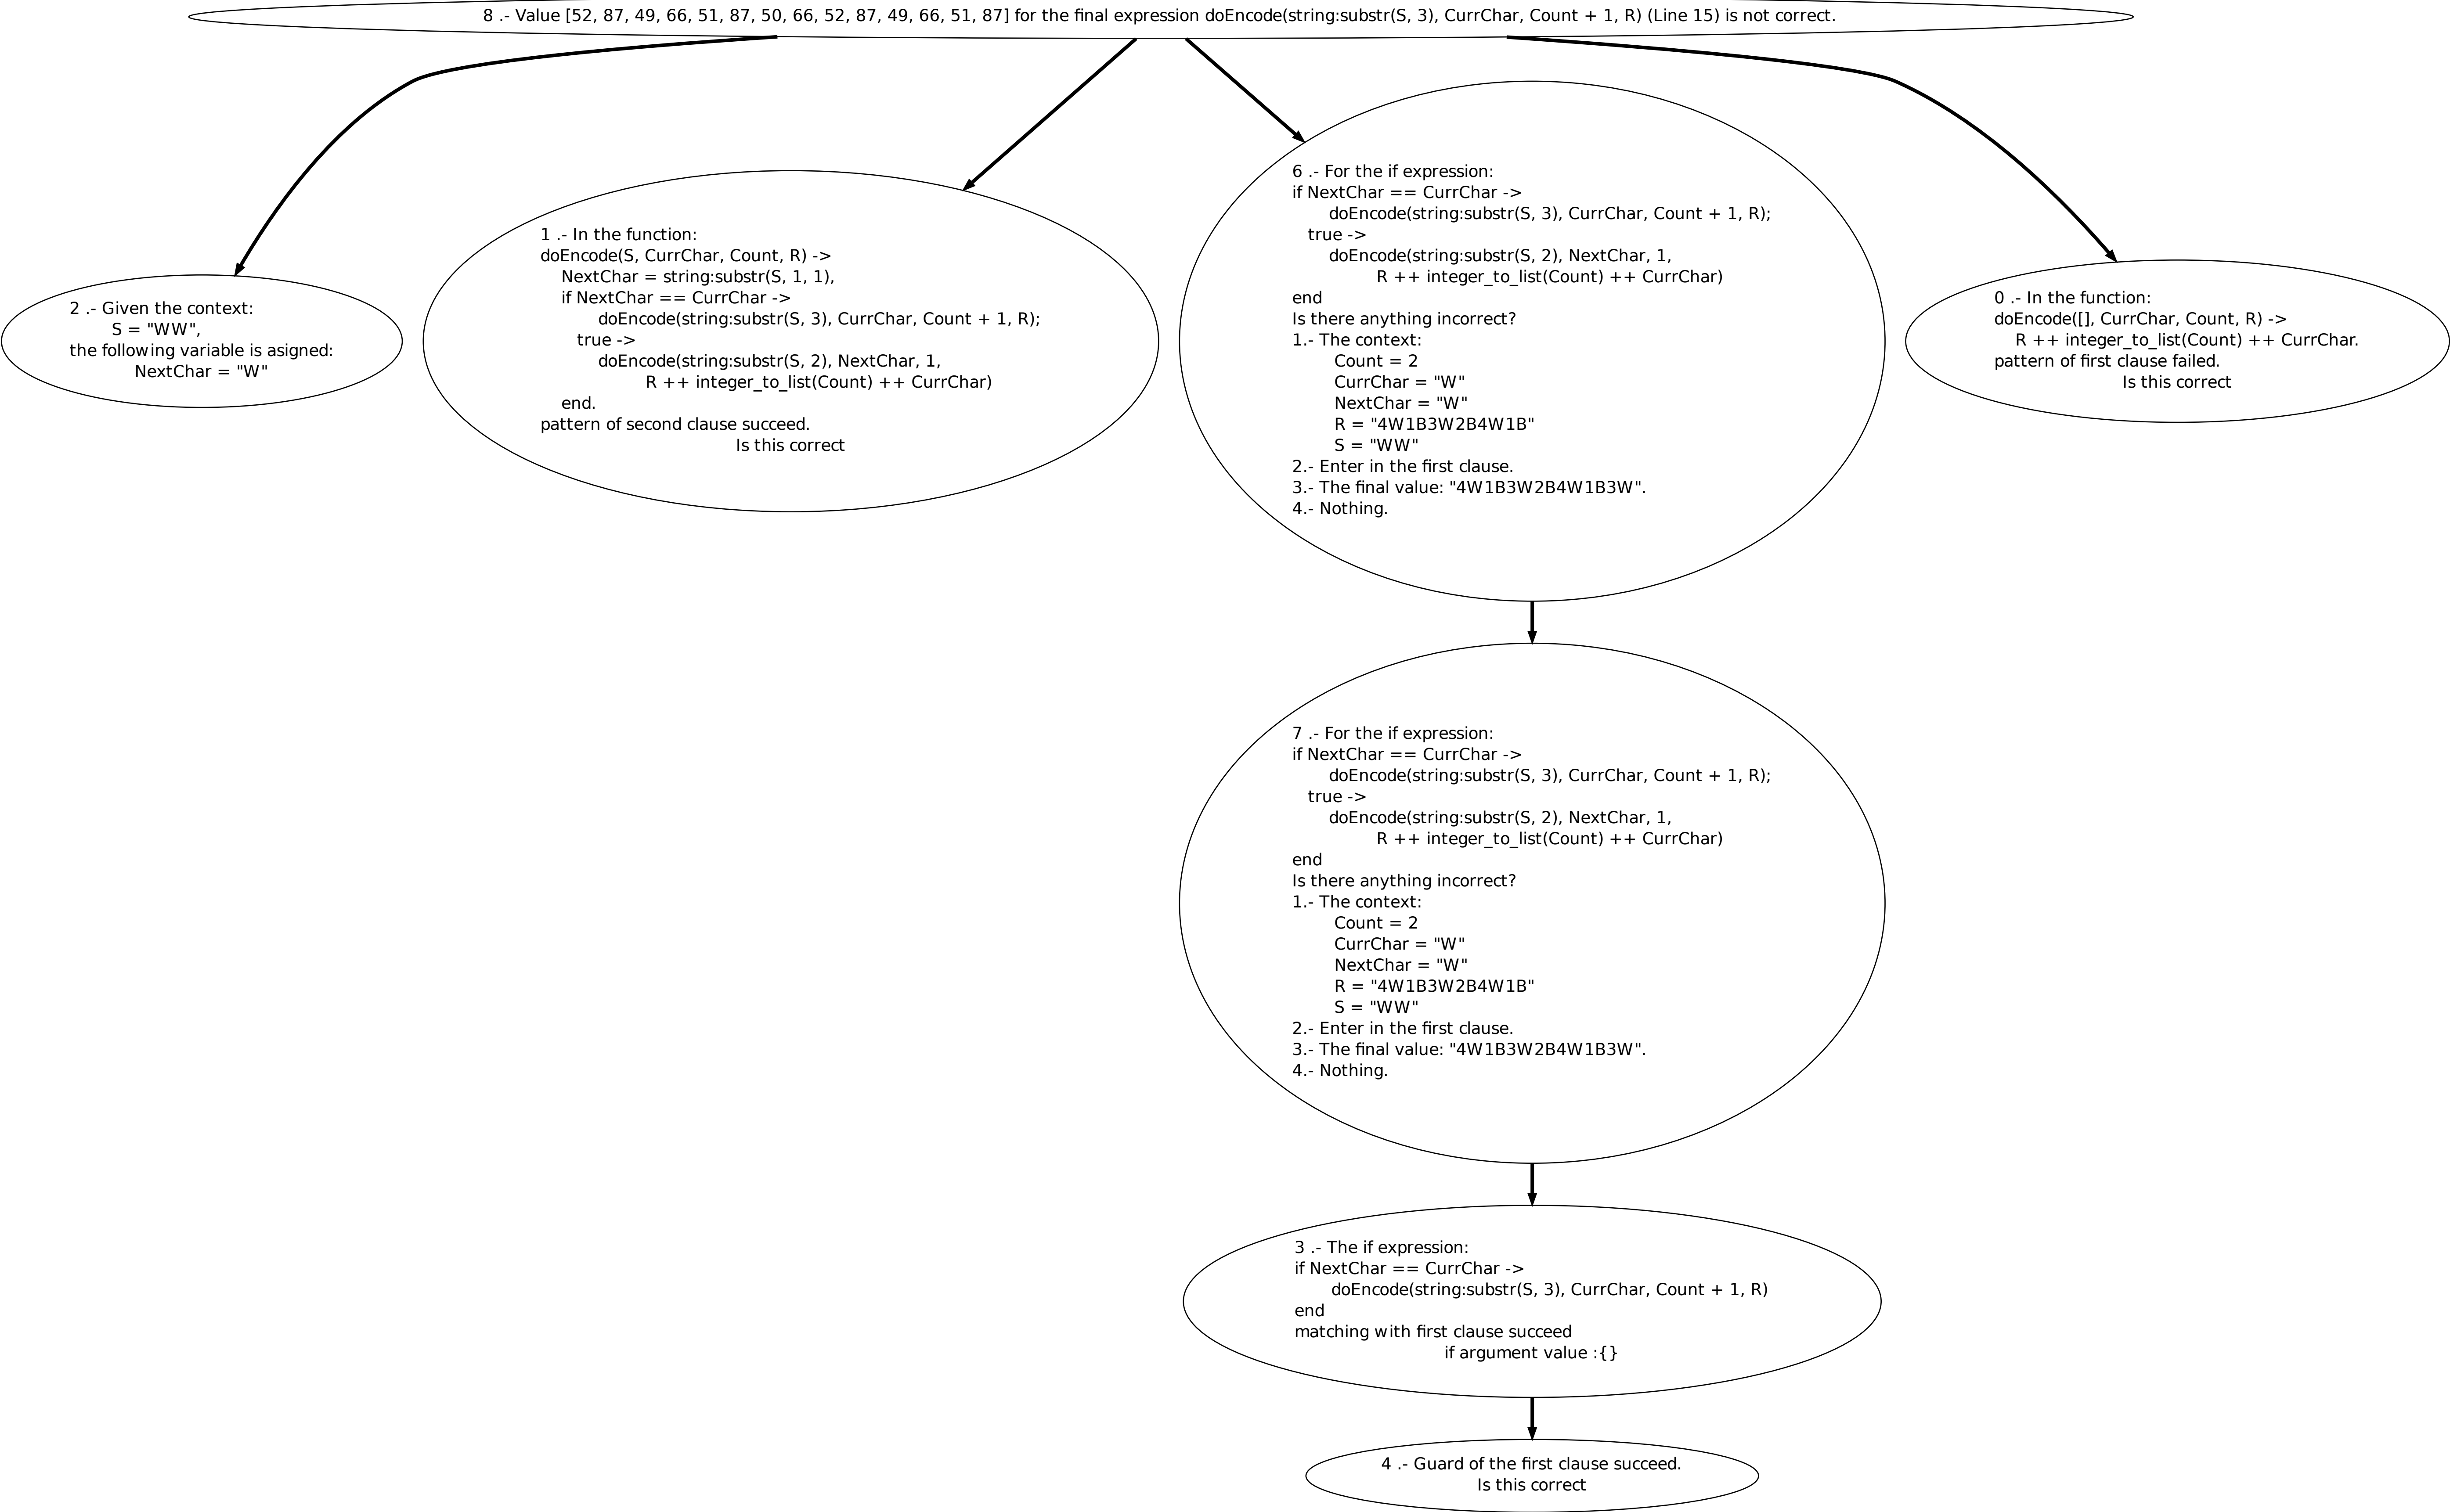 8 .- Value [52, 87, 49, 66, 51, 87, 50, 66, 52, 87, 49, 66, 51, 87] for the final expression doEncode(string:substr(S, 3), CurrChar, Count + 1, R) (Line 15) is not correct.
2 .- Given the context:
S = "WW",
the following variable is asigned:
NextChar = "W"
1 .- In the function:
doEncode(S, CurrChar, Count, R) ->
NextChar = string:substr(S, 1, 1),
if NextChar == CurrChar ->
doEncode(string:substr(S, 3), CurrChar, Count + 1, R);
true ->
doEncode(string:substr(S, 2), NextChar, 1,
R ++ integer_to_list(Count) ++ CurrChar)
end.
pattern of second clause succeed.
Is this correct
6 .- For the if expression:
if NextChar == CurrChar ->
doEncode(string:substr(S, 3), CurrChar, Count + 1, R);
true ->
doEncode(string:substr(S, 2), NextChar, 1,
R ++ integer_to_list(Count) ++ CurrChar)
end
Is there anything incorrect?
1.- The context:
Count = 2
CurrChar = "W"
NextChar = "W"
R = "4W1B3W2B4W1B"
S = "WW"
2.- Enter in the first clause.
3.- The final value: "4W1B3W2B4W1B3W".
4.- Nothing.
0 .- In the function:
doEncode([], CurrChar, Count, R) ->
R ++ integer_to_list(Count) ++ CurrChar.
pattern of first clause failed.
Is this correct
7 .- For the if expression:
if NextChar == CurrChar ->
doEncode(string:substr(S, 3), CurrChar, Count + 1, R);
true ->
doEncode(string:substr(S, 2), NextChar, 1,
R ++ integer_to_list(Count) ++ CurrChar)
end
Is there anything incorrect?
1.- The context:
Count = 2
CurrChar = "W"
NextChar = "W"
R = "4W1B3W2B4W1B"
S = "WW"
2.- Enter in the first clause.
3.- The final value: "4W1B3W2B4W1B3W".
4.- Nothing.
3 .- The if expression:
if NextChar == CurrChar ->
doEncode(string:substr(S, 3), CurrChar, Count + 1, R)
end
matching with first clause succeed
if argument value :{}
4 .- Guard of the first clause succeed.
Is this correct